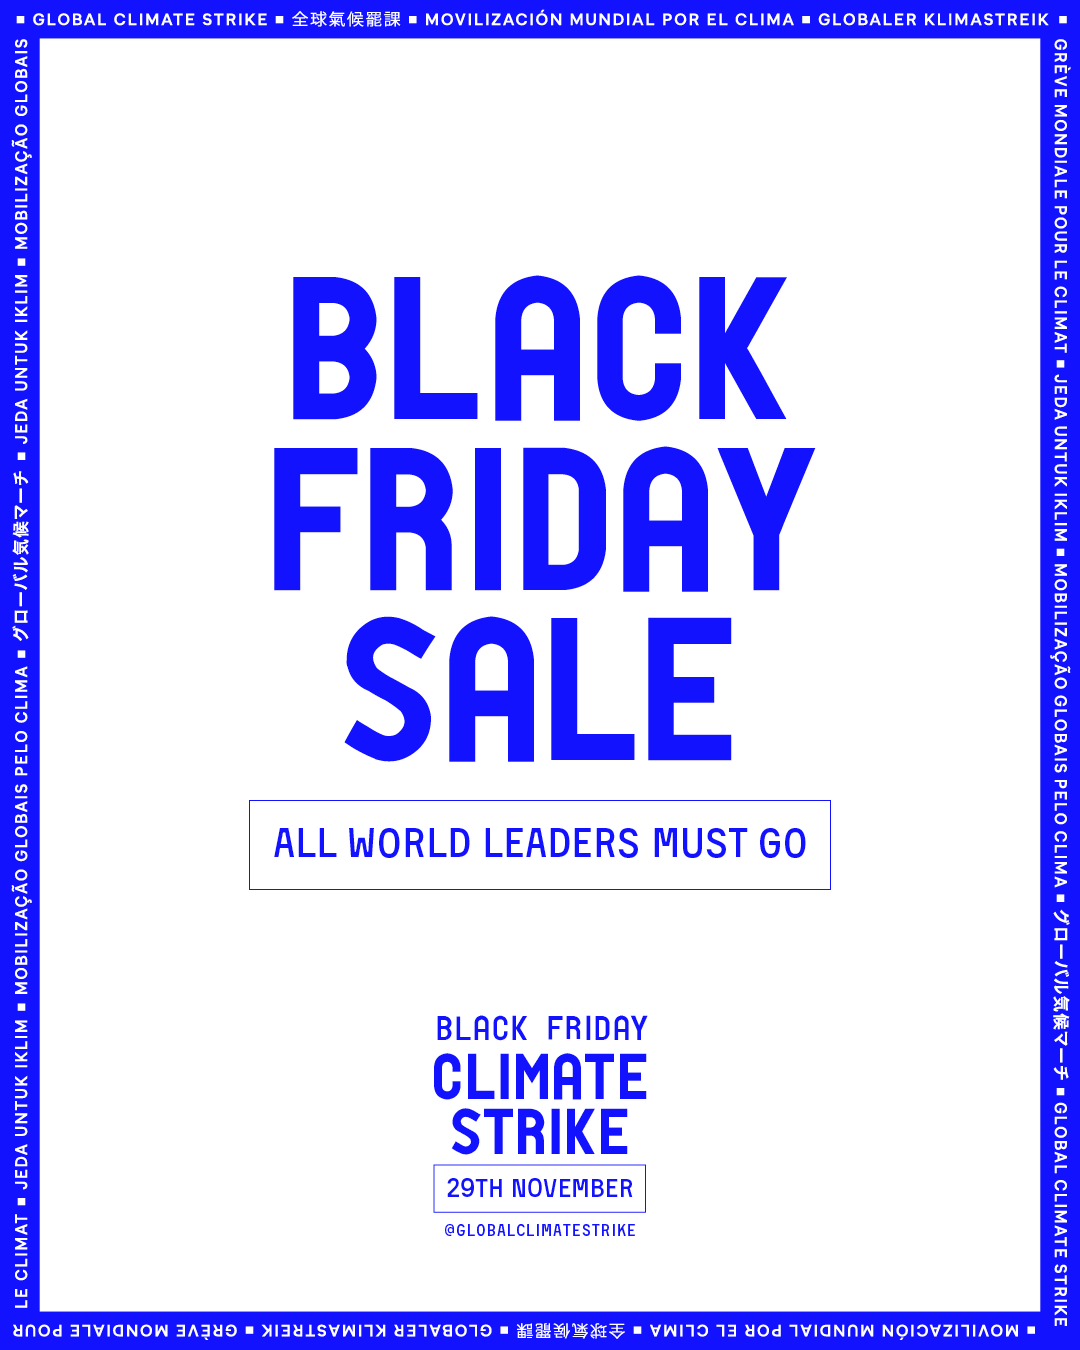 ■ GLOBAL CLIMATE STRIKE ■ 全球氣候罷課 ■ MOVILIZACIÓN MUNDIAL POR EL CLIMA ■ GLOBALER KLIMASTREIK ■
GRÈVE MONDIALE POUR LE CLIMAT ■ JEDA UNTUK IKLIM ■ MOBILIZAÇÃO GLOBAIS PELO CLIMA ■ グローバル気候マーチ ■ GLOBAL CLIMATE STRIKE
■ MOVILIZACIÓN MUNDIAL POR EL CLIMA ■ 全球氣候罷課 ■ GLOBALER KLIMASTREIK ■ GRÈVE MONDIALE POUR
LE CLIMAT ■ JEDA UNTUK IKLIM ■ MOBILIZAÇÃO GLOBAIS PELO CLIMA ■ グローバル気候マーチ ■ JEDA UNTUK IKLIM ■ MOBILIZAÇÃO GLOBAIS
BLACK
FRIDAY
SALE
ALL WORLD LEADERS MUST GO
BLACK FRIDAY
CLIMATE
STRIKE
29TH NOVEMBER
@GLOBALCLIMATESTRIKE